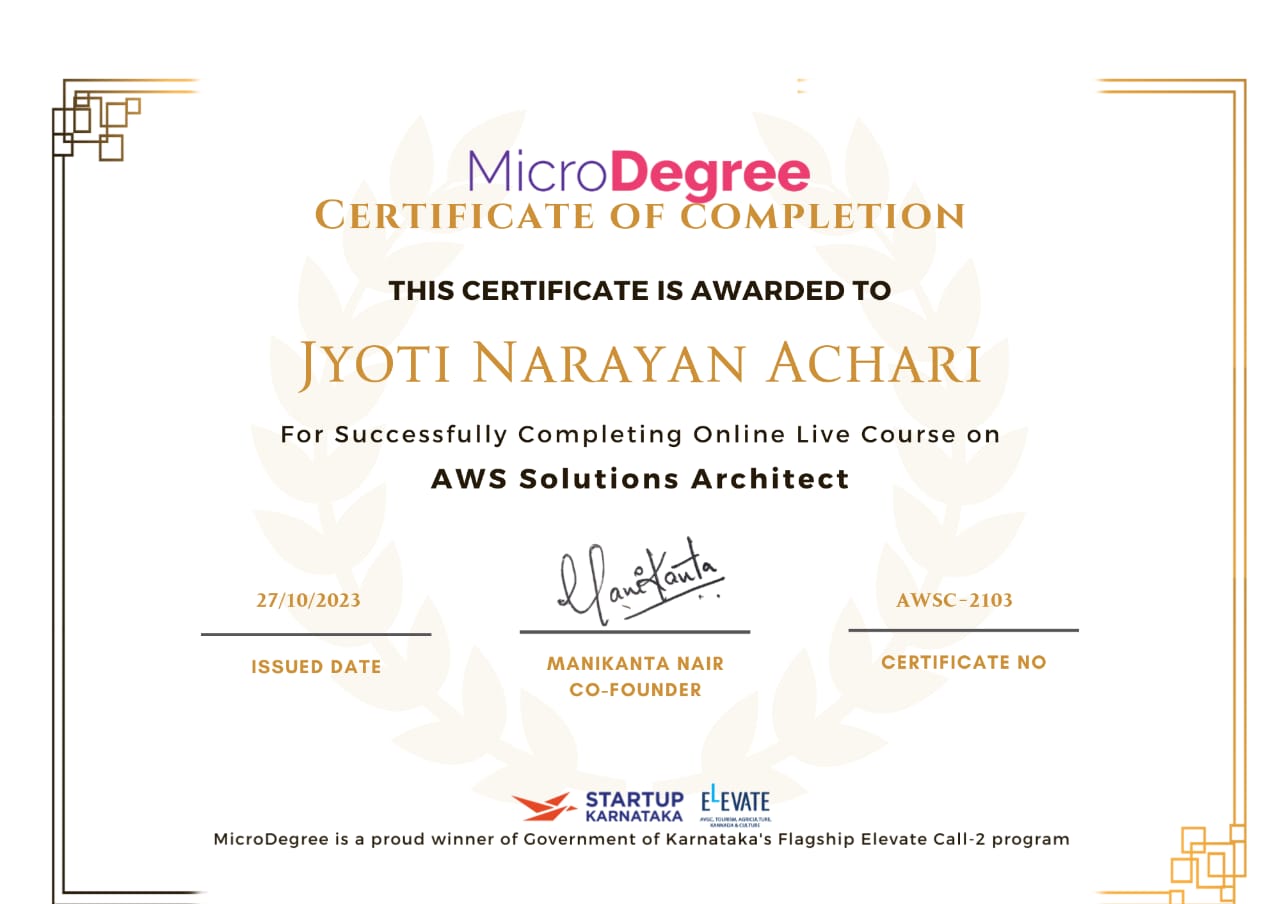 MicroDegree
CERTIFICATE OF COMPLETION
THIS CERTIFICATE IS AWARDED TO
JYOTI NARAYAN ACHARI
For Successfully Completing Online Live Course on
AWS Solutions Architect
Manikanta
27/10/2023
AWSC-2103
ISSUED DATE
MANIKANTA NAIR
CO-FOUNDER
CERTIFICATE NO
STARTUP
KARNATAKA
ELEVATE
AVGC, TOURISM, AGRICULTURE,
KANNADA & CULTURE
MicroDegree is a proud winner of Government of Karnataka's Flagship Elevate Call-2 program